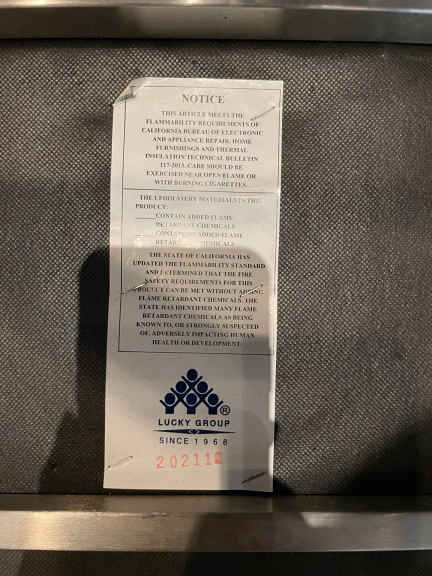 NOTICE
THIS ARTICLE MEETS THE
FLAMMABILITY REQUIREMENTS OF
CALIFORNIA BUREAU OF ELECTRONIC
AND APPLIANCE REPAIR, HOME
FURNISHINGS AND THERMAL
INSULATION TECHNICAL BULLETIN
117-2013. CARE SHOULD BE
EXERCISED NEAR OPEN FLAME OR
WITH BURNING CIGARETTES.
THE UPHOLSTERY MATERIALS IN THIS
PRODUCT:
CONTAIN ADDED FLAME
RETARDANT CHEMICALS
ADDED FLAME
CHEMICALS
THE STATE OF CALIFORNIA HAS
UPDATED THE FLAMMABILITY STANDARD
AND DETERMINED THAT THE FIRE
SAFETY REQUIREMENTS FOR THIS
PRODUCT CAN BE MET WITHOUT ADDING
FLAME RETARDANT CHEMICALS. THE
STATE HAS IDENTIFIED MANY FLAME
RETARDANT CHEMICALS AS BEING
KNOWN TO, OR STRONGLY SUSPECTED
OF, ADVERSELY IMPACTING HUMAN
HEALTH OR DEVELOPMENT.
®
LUCKY GROUP
SINCE 1968